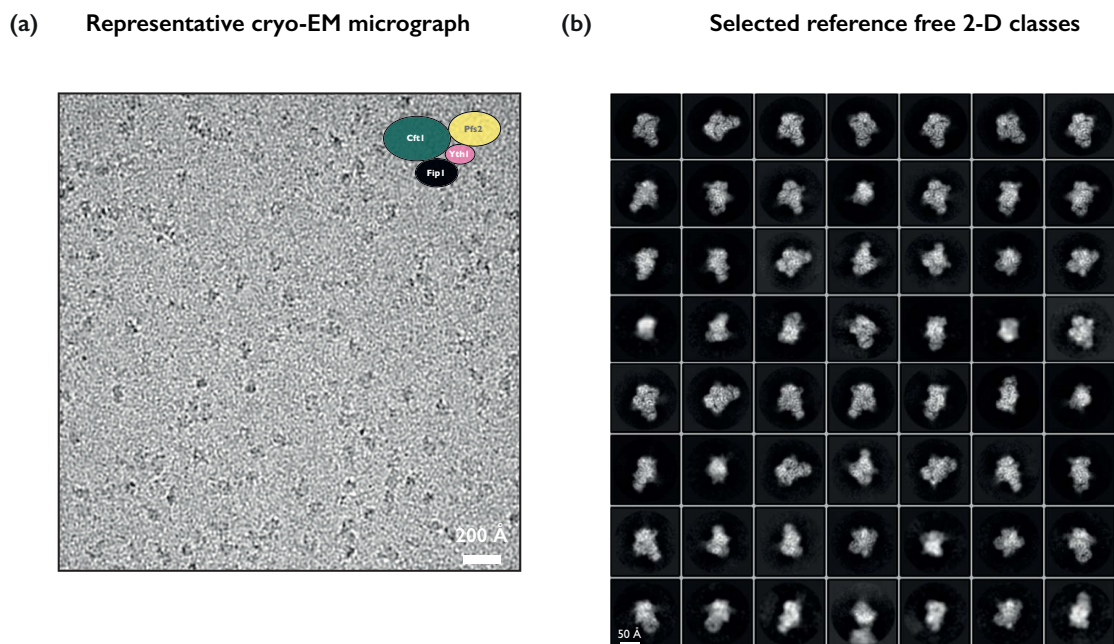 (a) Representative cryo-EM micrograph
(b) Selected reference free 2-D classes
Cft1
Pfs2
Yth1
Fip1
200 Å
50 Å